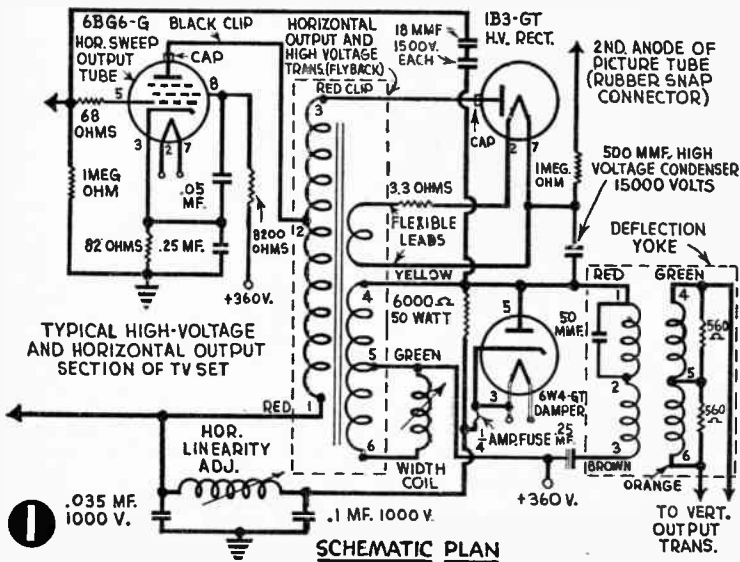 6BG6-G
HOR. SWEEP
OUTPUT
TUBE
BLACK CLIP
CAP
5
8
3
2
7
68
OHMS
1MEG
OHM
.05
MF.
82 OHMS
.25 MF.
8200
OHMS
+360V.
TYPICAL HIGH-VOLTAGE
AND HORIZONTAL OUTPUT
SECTION OF TV SET
HORIZONTAL
OUTPUT AND
HIGH VOLTAGE
TRANS.(FLYBACK)
RED CLIP
3
2
RED
1
18 MMF
1500V.
EACH
1B3-GT
H.V. RECT.
CAP
2
7
3.3 OHMS
FLEXIBLE
LEADS
YELLOW
4
5
GREEN
6
WIDTH
COIL
6000Ω
50 WATT
1MEG.
OHM
2ND. ANODE OF
PICTURE TUBE
(RUBBER SNAP
CONNECTOR)
500 MMF. HIGH
VOLTAGE CONDENSER
15000 VOLTS
DEFLECTION
YOKE
5
3
4
6W4-GT
DAMPER
1/4 AMP. FUSE
.25
MF.
+360 V.
RED
1
50
MMF.
2
3
BROWN
GREEN
4
5
6
ORANGE
560
Ω
560
Ω
TO VERT.
OUTPUT
TRANS.
HOR.
LINEARITY
ADJ.
.035 MF.
1000 V.
.1 MF. 1000 V.
1
SCHEMATIC PLAN